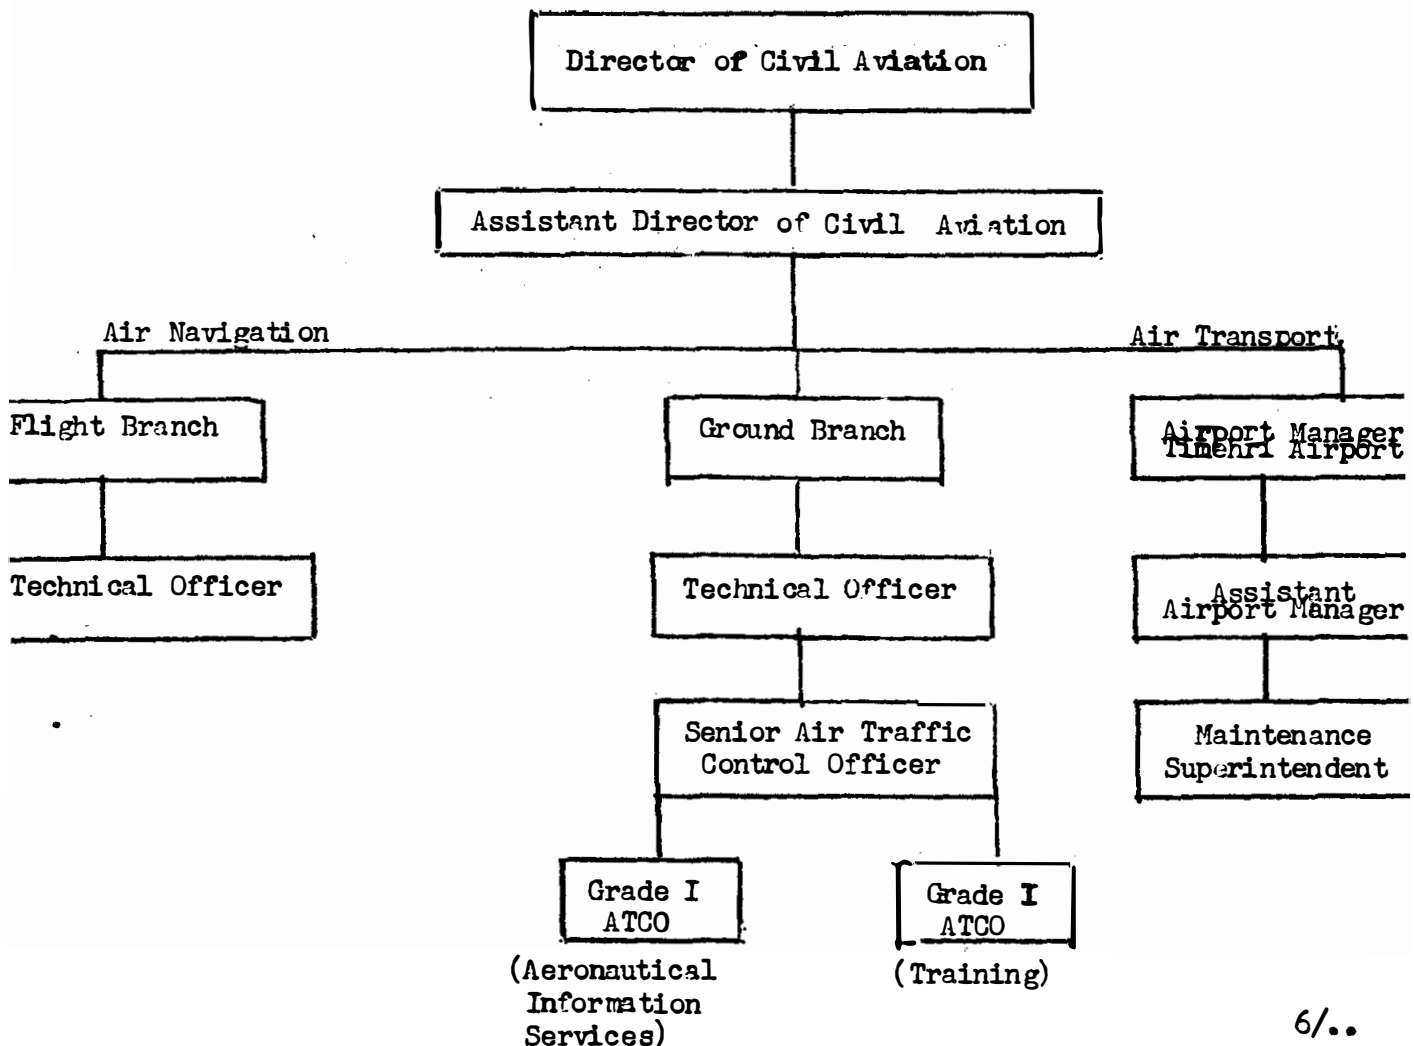 Director of Civil Aviation
Assistant Director of Civil Aviation
Air Navigation
Air Transport
Flight Branch
Ground Branch
Airport Manager
Timehri Airport
Technical Officer
Technical Officer
Assistant
Airport Manager
Senior Air Traffic
Control Officer
Maintenance
Superintendent
Grade I
ATCO
Grade I
ATCO
(Aeronautical
Information
Services)
(Training)
6/..